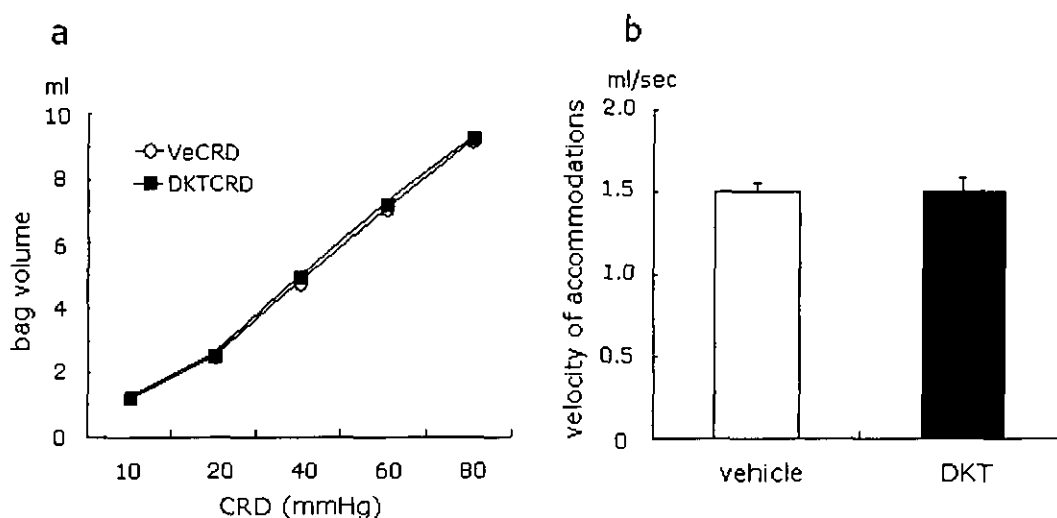 a
ml
10
8
6
4
2
0
bag volume
VeCRD
DKTCRD
10 20 40 60 80
CRD (mmHg)
b
ml/sec
2.0
1.5
1.0
0.5
0
velocity of accommodations
vehicle DKT